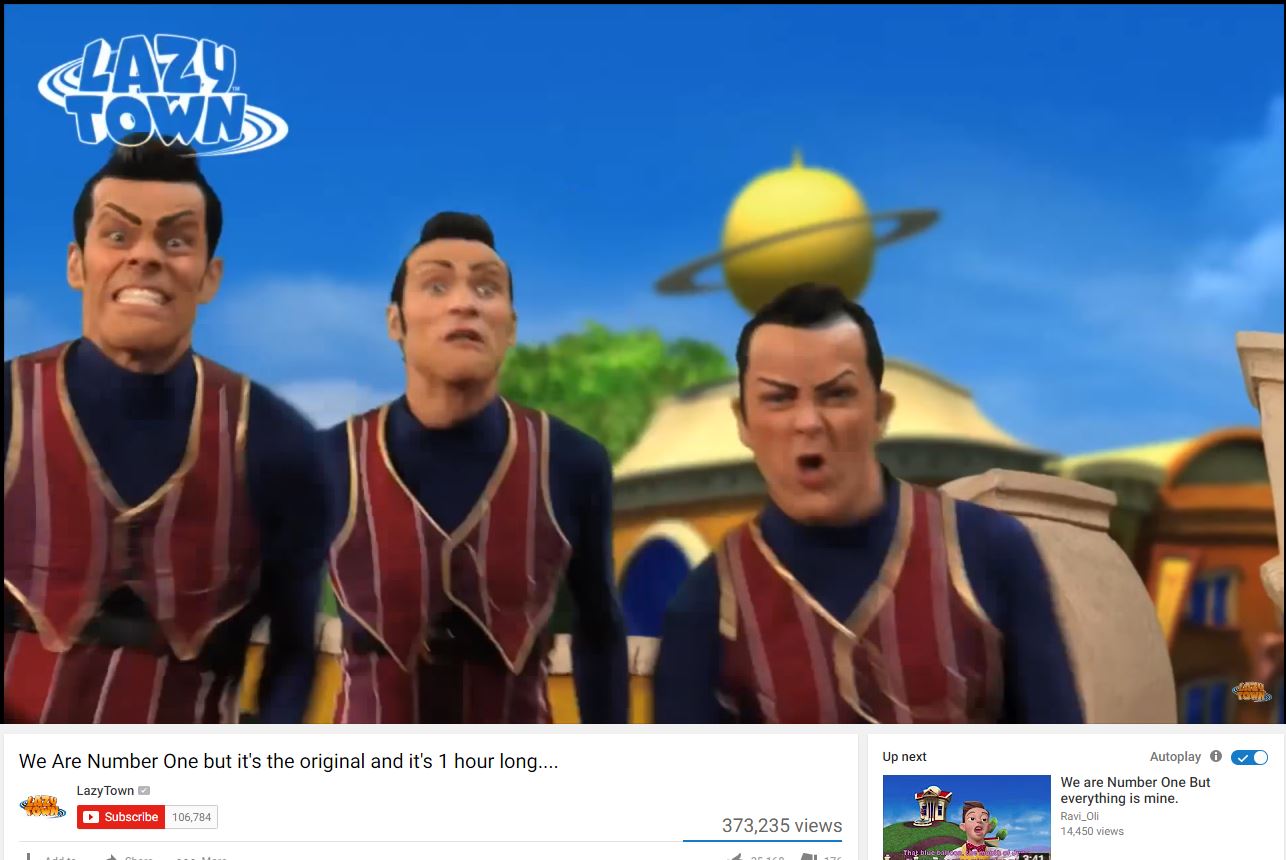 LAZY
TOWN
LAZY
TOWN
We Are Number One but it's the original and it's 1 hour long....
LazyTown
Subscribe 106,784
373,235 views
Up next
Autoplay
We are Number One But
everything is mine.
Ravi_Oli
14,450 views
3:41